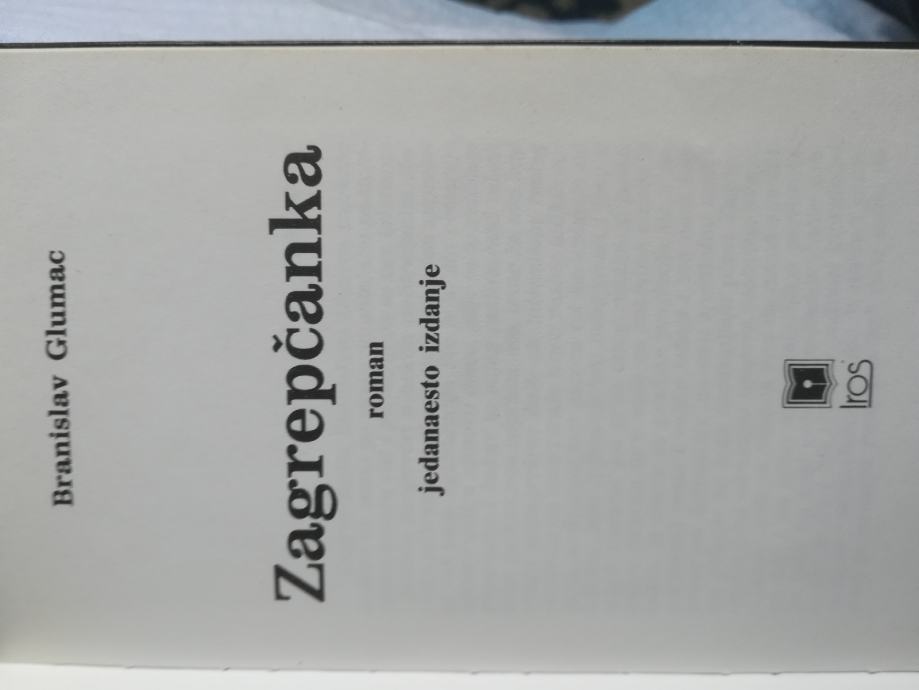 Branislav Glumac
Zagrepčanka
roman
jedanaesto izdanje
Iros